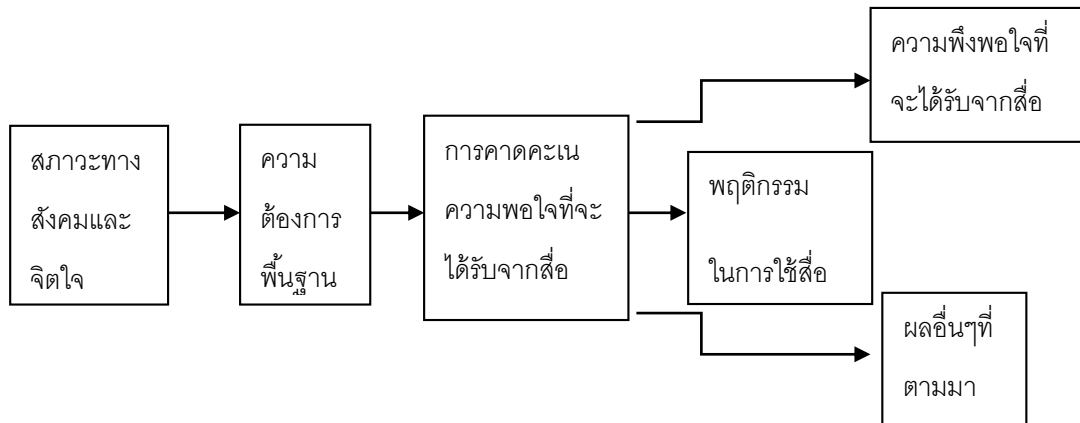 สภาวะทาง
สังคมและ
จิตใจ
ความ
ต้องการ
พื้นฐาน
การคาดคะเน
ความพอใจที่จะ
ได้รับจากสื่อ
ความพึงพอใจที่
จะได้รับจากสื่อ
พฤติกรรม
ในการใช้สื่อ
ผลอื่นๆที่
ตามมา